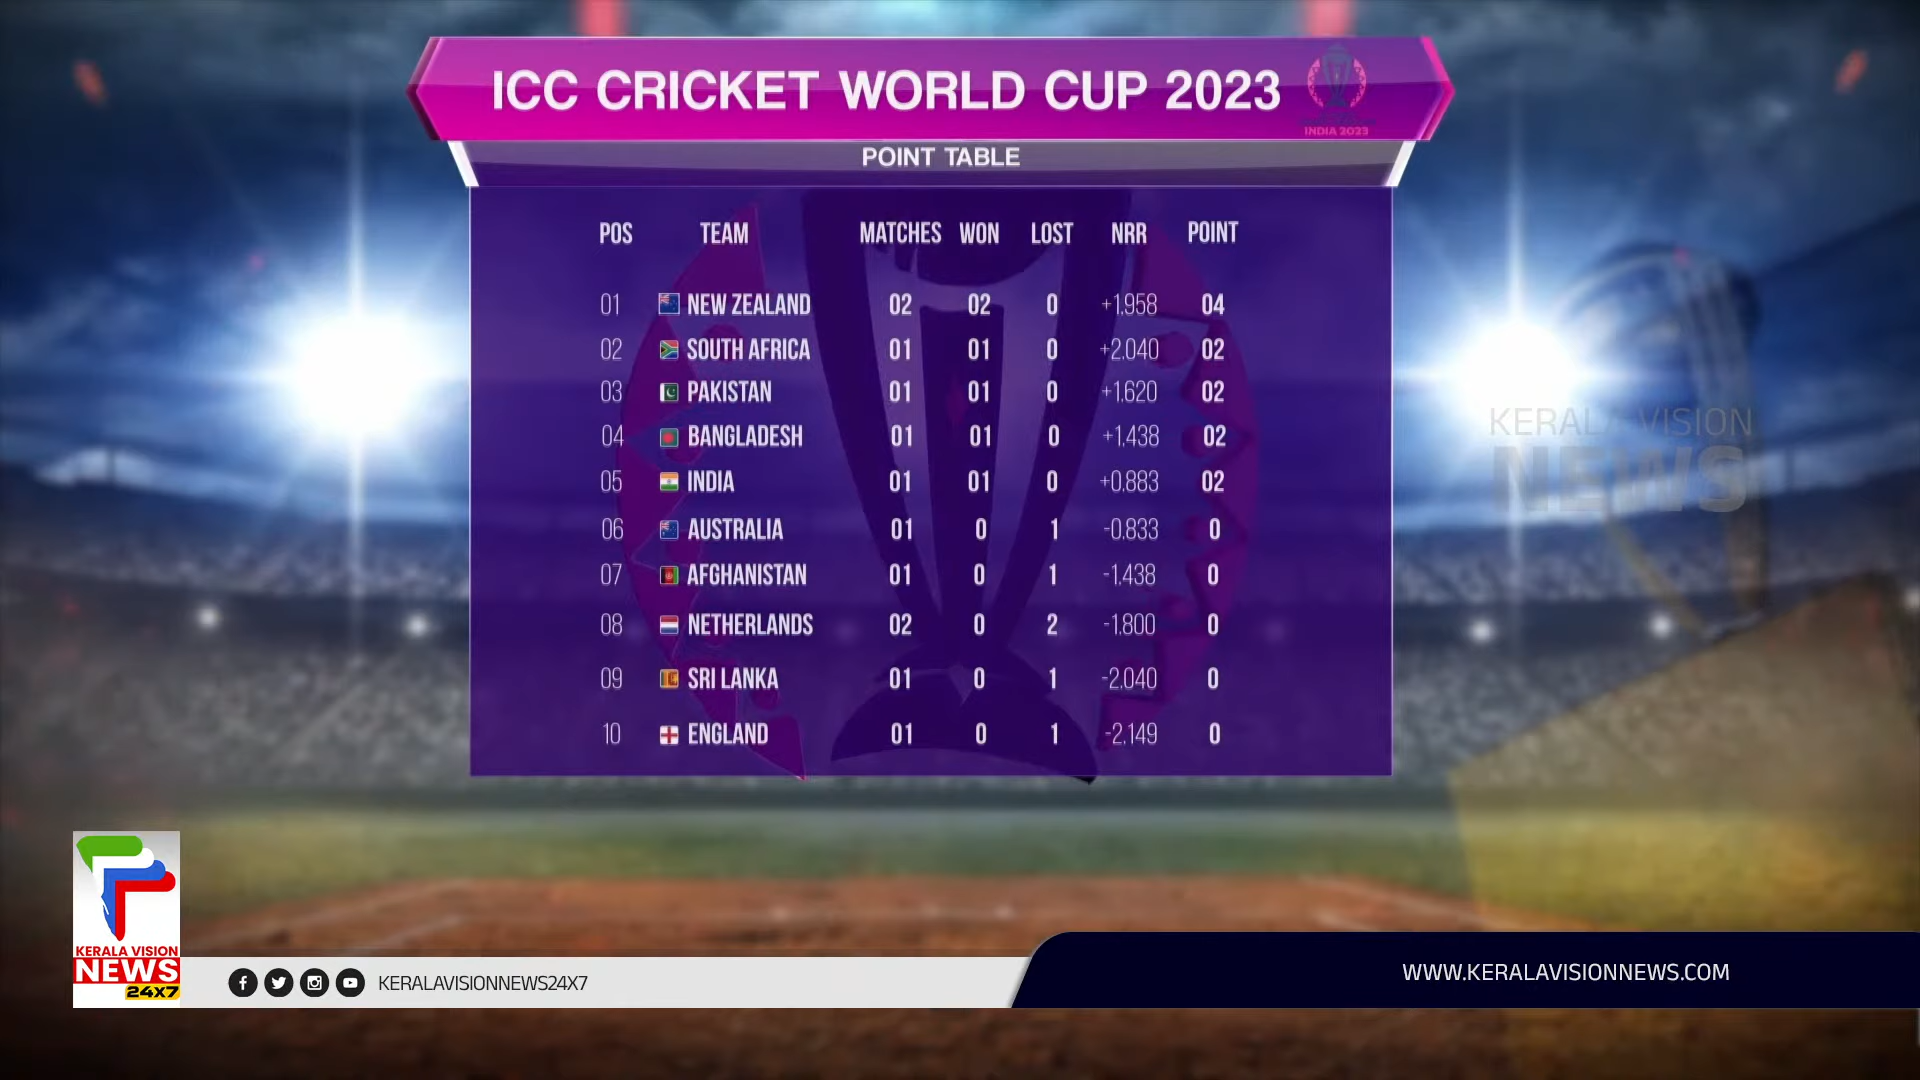 ICC CRICKET WORLD CUP 2023
INDIA 2023
POINT TABLE
POS TEAM MATCHES WON LOST NRR POINT
01 NEW ZEALAND 02 02 0 +1.958 04
02 SOUTH AFRICA 01 01 0 +2.040 02
03 PAKISTAN 01 01 0 +1.620 02
04 BANGLADESH 01 01 0 +1.438 02
05 INDIA 01 01 0 +0.883 02
06 AUSTRALIA 01 0 1 -0.833 0
07 AFGHANISTAN 01 0 1 -1.438 0
08 NETHERLANDS 02 0 2 -1.800 0
09 SRI LANKA 01 0 1 -2.040 0
10 ENGLAND 01 0 1 -2.149 0
KERALA VISION
NEWS
KERALA VISION
NEWS
24X7
KERALAVISIONNEWS24X7
WWW.KERALAVISIONNEWS.COM